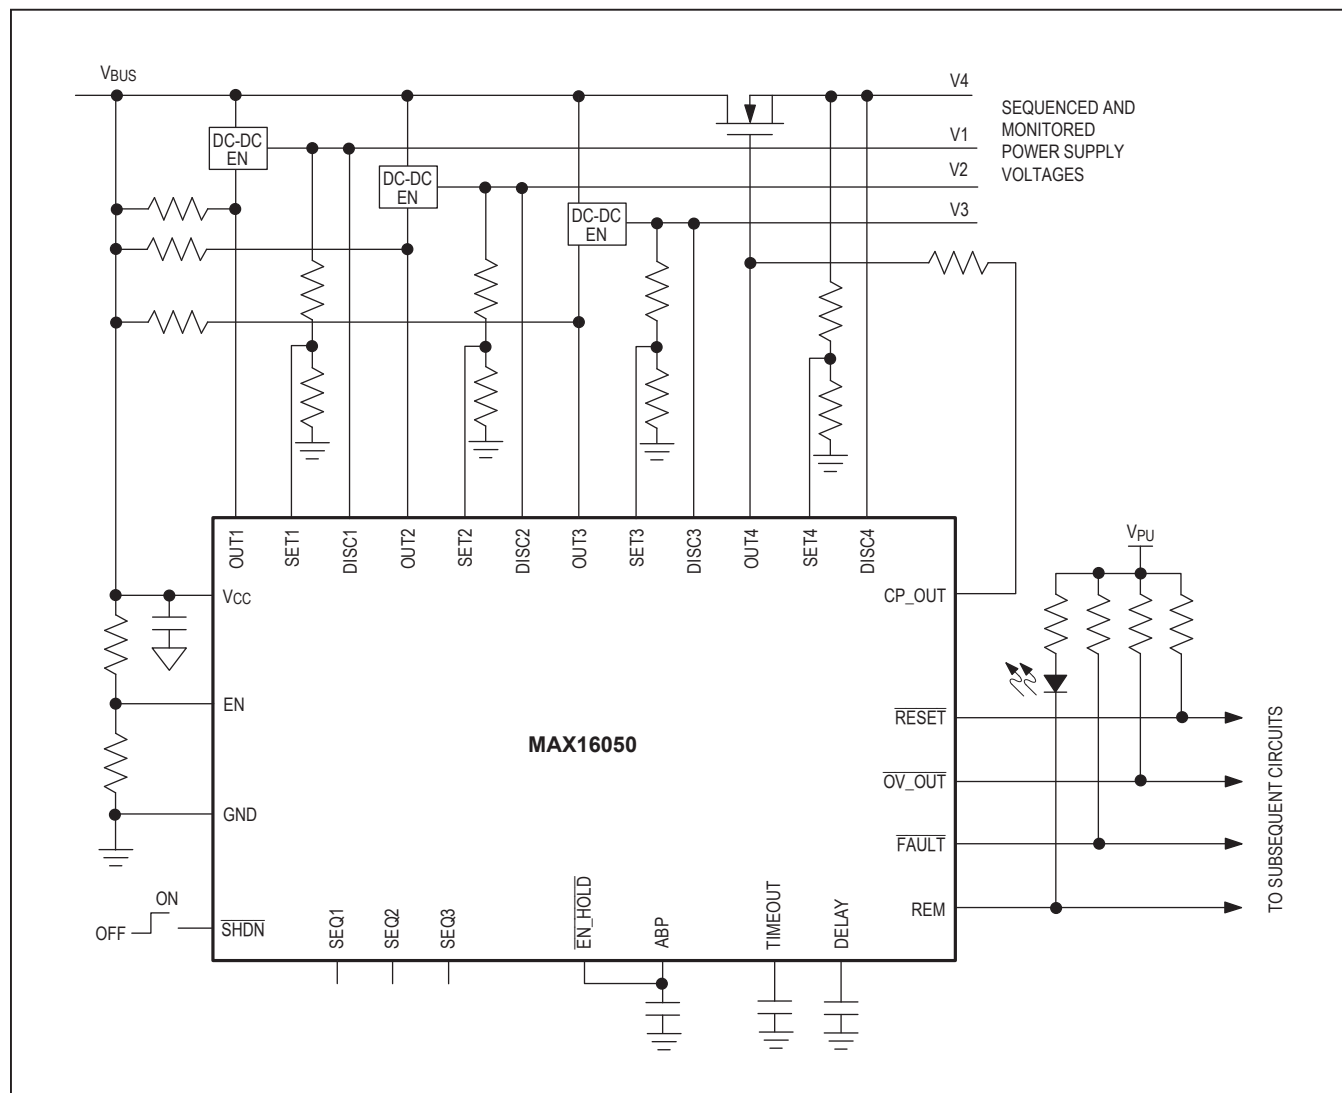 VBUS
V4
SEQUENCED AND
MONITORED
POWER SUPPLY
VOLTAGES
V1
DC-DC
EN
V2
DC-DC
EN
V3
DC-DC
EN
OUT1
SET1
DISC1
OUT2
SET2
DISC2
OUT3
SET3
DISC3
OUT4
SET4
DISC4
VPU
VCC
CP_OUT
EN
RESET
MAX16050
OV_OUT
GND
FAULT
ON
OFF
SHDN
REM
TO SUBSEQUENT CIRCUITS
SEQ1
SEQ2
SEQ3
EN_HOLD
ABP
TIMEOUT
DELAY